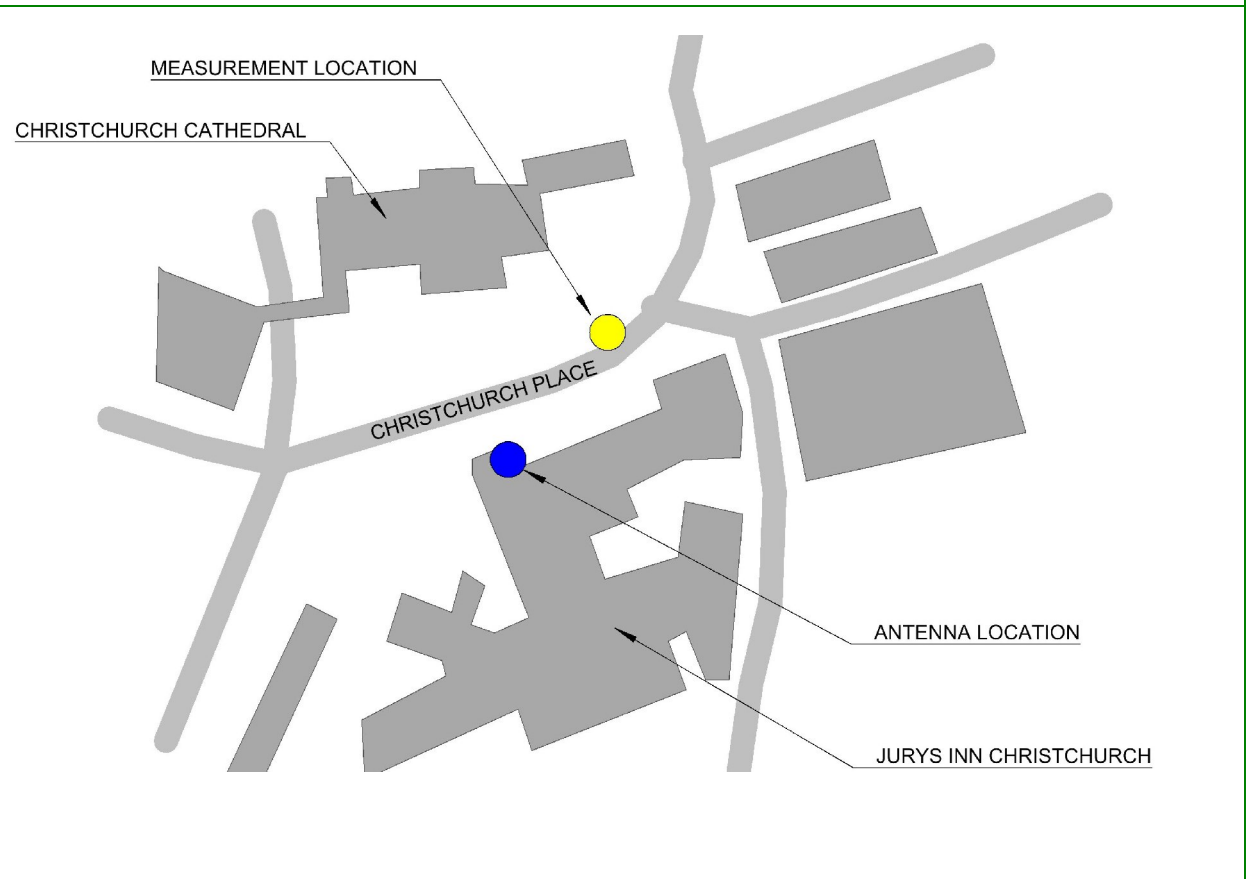 MEASUREMENT LOCATION
CHRISTCHURCH CATHEDRAL
CHRISTCHURCH PLACE
ANTENNA LOCATION
JURYS INN CHRISTCHURCH